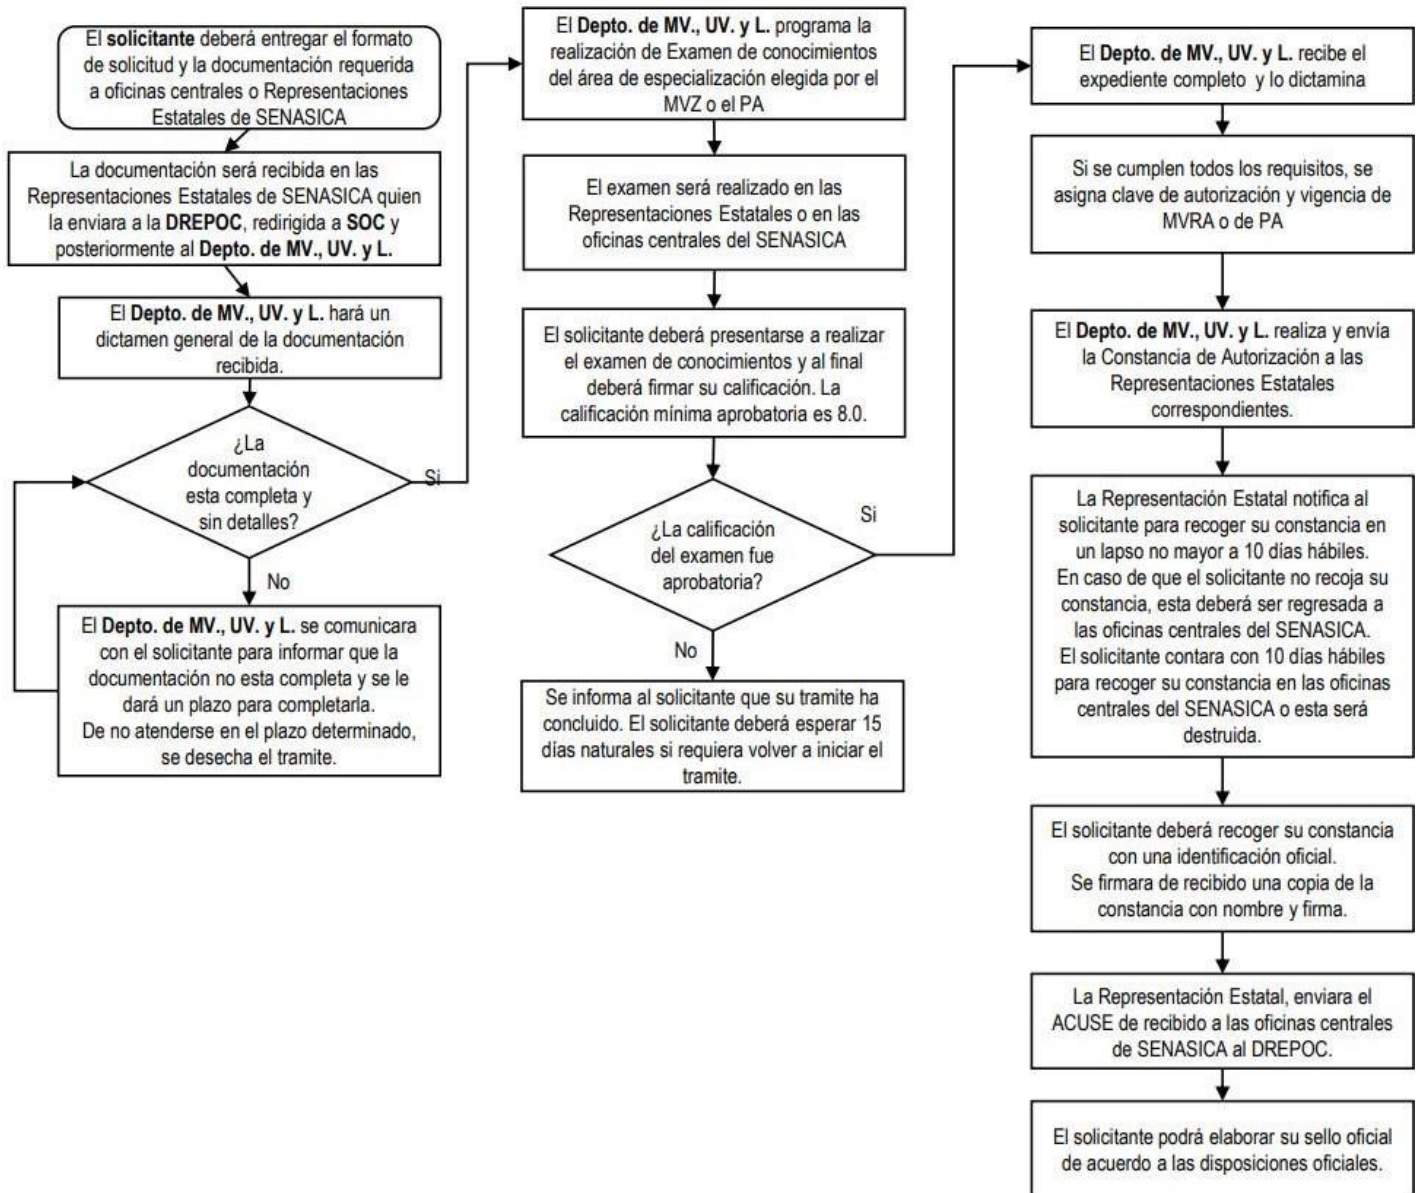 El solicitante deberá entregar el formato
de solicitud y la documentación requerida
a oficinas centrales o Representaciones
Estatales de SENASICA
La documentación será recibida en las
Representaciones Estatales de SENASICA quien
la enviara a la DREPOC, redirigida a SOC y
posteriormente al Depto. de MV., UV. y L.
El Depto. de MV., UV. y L. hará un
dictamen general de la documentación
recibida.
¿La
documentación
esta completa y
sin detalles?
Si
No
El Depto. de MV., UV. y L. se comunicara
con el solicitante para informar que la
documentación no esta completa y se le
dará un plazo para completarla.
De no atenderse en el plazo determinado,
se desecha el tramite.
El Depto. de MV., UV. y L. programa la
realización de Examen de conocimientos
del área de especialización elegida por el
MVZ o el PA
El examen será realizado en las
Representaciones Estatales o en las
oficinas centrales del SENASICA
El solicitante deberá presentarse a realizar
el examen de conocimientos y al final
deberá firmar su calificación. La
calificación mínima aprobatoria es 8.0.
¿La calificación
del examen fue
aprobatoria?
Si
No
Se informa al solicitante que su tramite ha
concluido. El solicitante deberá esperar 15
días naturales si requiera volver a iniciar el
tramite.
El Depto. de MV., UV. y L. recibe el
expediente completo y lo dictamina
Si se cumplen todos los requisitos, se
asigna clave de autorización y vigencia de
MVRA o de PA
El Depto. de MV., UV. y L. realiza y envía
la Constancia de Autorización a las
Representaciones Estatales
correspondientes.
La Representación Estatal notifica al
solicitante para recoger su constancia en
un lapso no mayor a 10 días hábiles.
En caso de que el solicitante no recoja su
constancia, esta deberá ser regresada a
las oficinas centrales del SENASICA.
El solicitante contara con 10 días hábiles
para recoger su constancia en las oficinas
centrales del SENASICA o esta será
destruida.
El solicitante deberá recoger su constancia
con una identificación oficial.
Se firmara de recibido una copia de la
constancia con nombre y firma.
La Representación Estatal, enviara el
ACUSE de recibido a las oficinas centrales
de SENASICA al DREPOC.
El solicitante podrá elaborar su sello oficial
de acuerdo a las disposiciones oficiales.